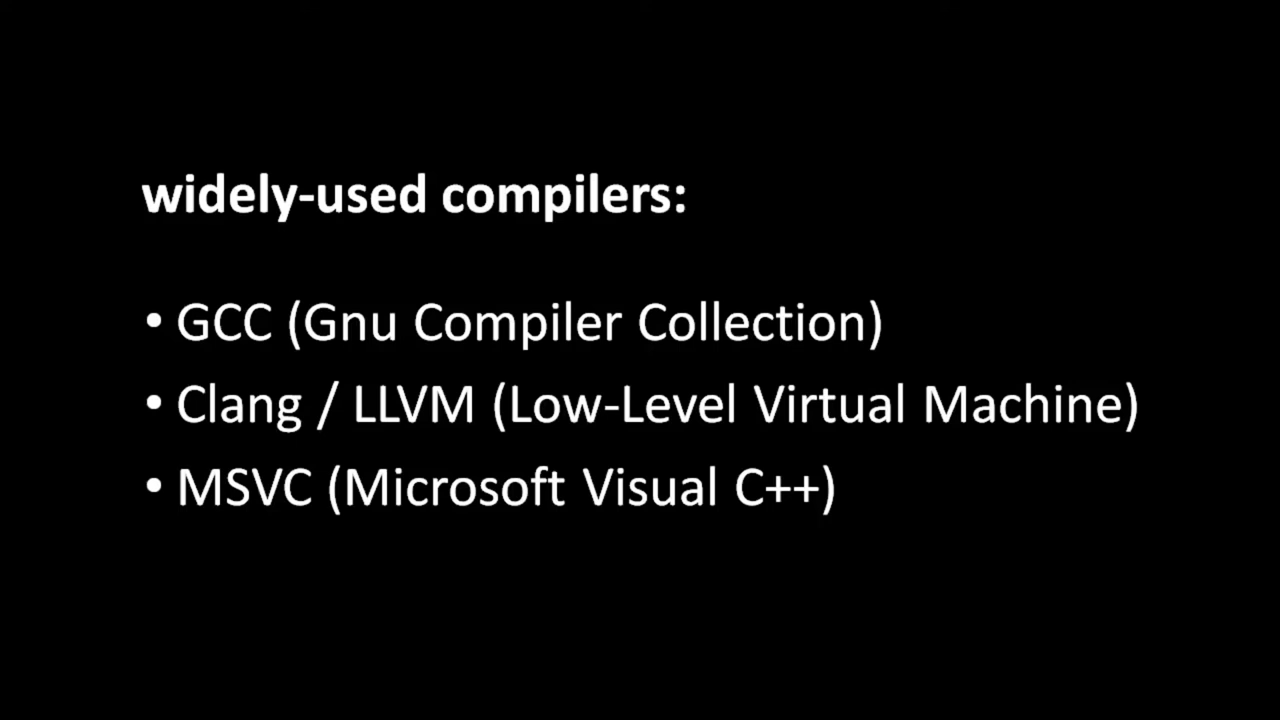 widely-used compilers:
• GCC (Gnu Compiler Collection)
• Clang / LLVM (Low-Level Virtual Machine)
• MSVC (Microsoft Visual C++)